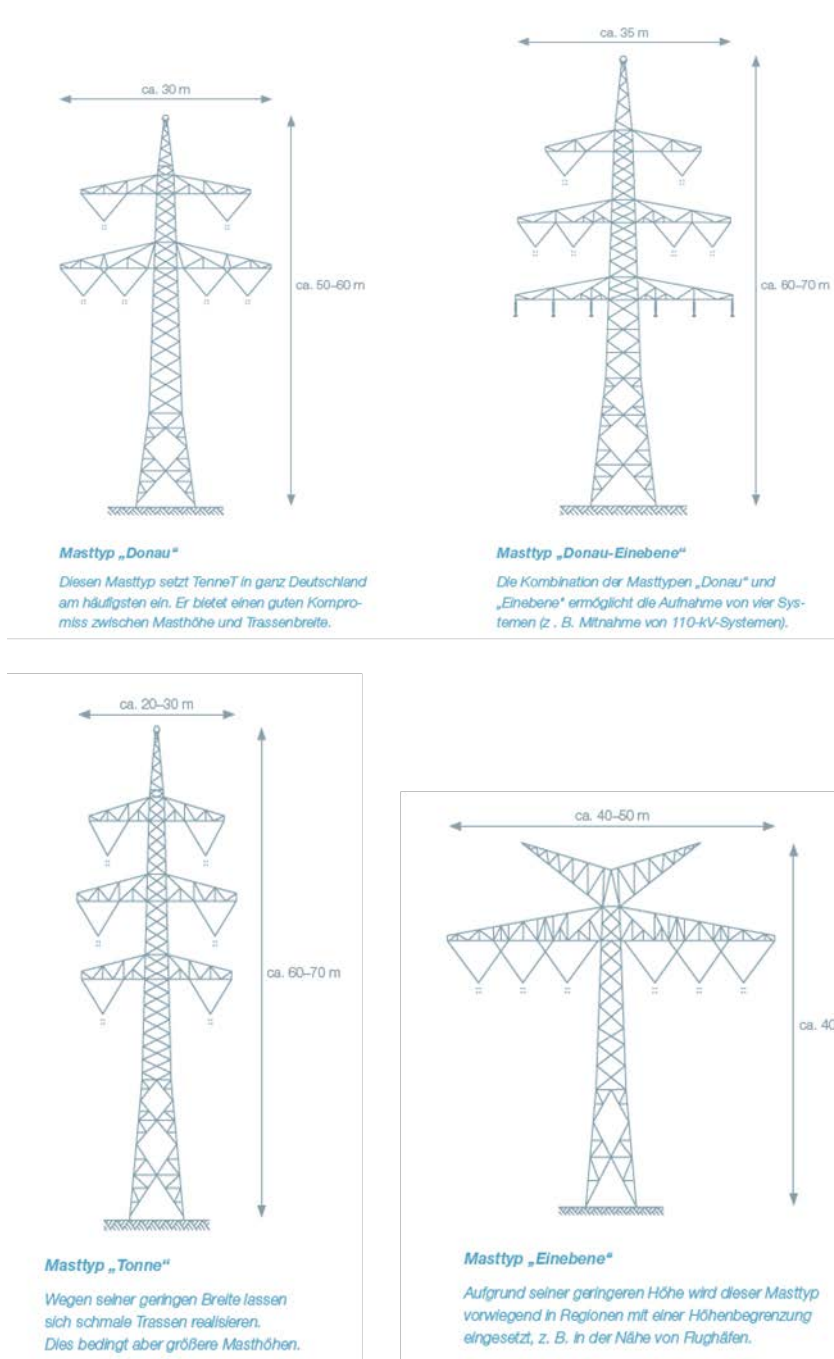 ca. 30 m
ca. 50–60 m
Masttyp „Donau“
Diesen Masttyp setzt TenneT in ganz Deutschland
am häufigsten ein. Er bietet einen guten Kompro-
miss zwischen Masthöhe und Trassenbreite.
ca. 35 m
ca. 60–70 m
Masttyp „Donau-Einebene“
Die Kombination der Masttypen „Donau“ und
„Einebene“ ermöglicht die Aufnahme von vier Sys-
temen (z . B. Mitnahme von 110-kV-Systemen).
ca. 20–30 m
ca. 60–70 m
Masttyp „Tonne“
Wegen seiner geringen Breite lassen
sich schmale Trassen realisieren.
Dies bedingt aber größere Masthöhen.
ca. 40–50 m
ca. 40
Masttyp „Einebene“
Aufgrund seiner geringeren Höhe wird dieser Masttyp
vorwiegend in Regionen mit einer Höhenbegrenzung
eingesetzt, z. B. in der Nähe von Flughäfen.